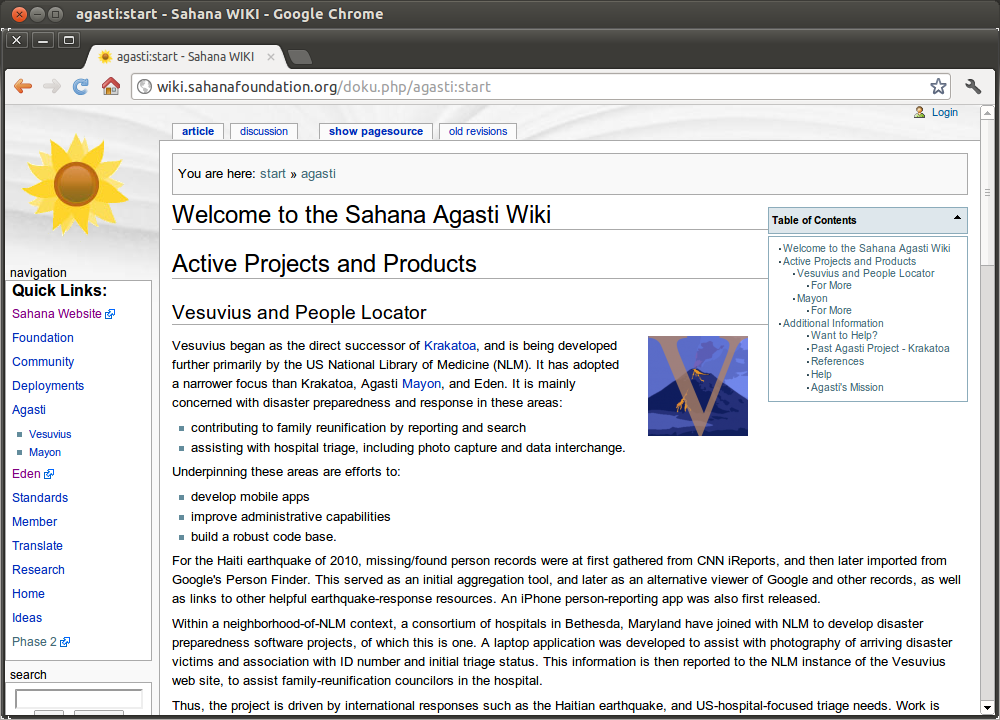 agasti:start - Sahana WIKI - Google Chrome
agasti:start - Sahana WIKI
wiki.sahanafoundation.org/doku.php/agasti:start
Login
article
discussion
show pagesource
old revisions
You are here: start » agasti
Welcome to the Sahana Agasti Wiki
Table of Contents
Welcome to the Sahana Agasti Wiki
Active Projects and Products
Vesuvius and People Locator
For More
Mayon
For More
Additional Information
Want to Help?
Past Agasti Project - Krakatoa
References
Help
Agasti's Mission
navigation
Quick Links:
Sahana Website
Foundation
Community
Deployments
Agasti
Vesuvius
Mayon
Eden
Standards
Member
Translate
Research
Home
Ideas
Phase 2
search
Active Projects and Products
Vesuvius and People Locator
V
Vesuvius began as the direct successor of Krakatoa, and is being developed
further primarily by the US National Library of Medicine (NLM). It has adopted
a narrower focus than Krakatoa, Agasti Mayon, and Eden. It is mainly
concerned with disaster preparedness and response in these areas:
contributing to family reunification by reporting and search
assisting with hospital triage, including photo capture and data interchange.
Underpinning these areas are efforts to:
develop mobile apps
improve administrative capabilities
build a robust code base.
For the Haiti earthquake of 2010, missing/found person records were at first gathered from CNN iReports, and then later imported from
Google's Person Finder. This served as an initial aggregation tool, and later as an alternative viewer of Google and other records, as well
as links to other helpful earthquake-response resources. An iPhone person-reporting app was also first released.
Within a neighborhood-of-NLM context, a consortium of hospitals in Bethesda, Maryland have joined with NLM to develop disaster
preparedness software projects, of which this is one. A laptop application was developed to assist with photography of arriving disaster
victims and association with ID number and initial triage status. This information is then reported to the NLM instance of the Vesuvius
web site, to assist family-reunification councilors in the hospital.
Thus, the project is driven by international responses such as the Haitian earthquake, and US-hospital-focused triage needs. Work is